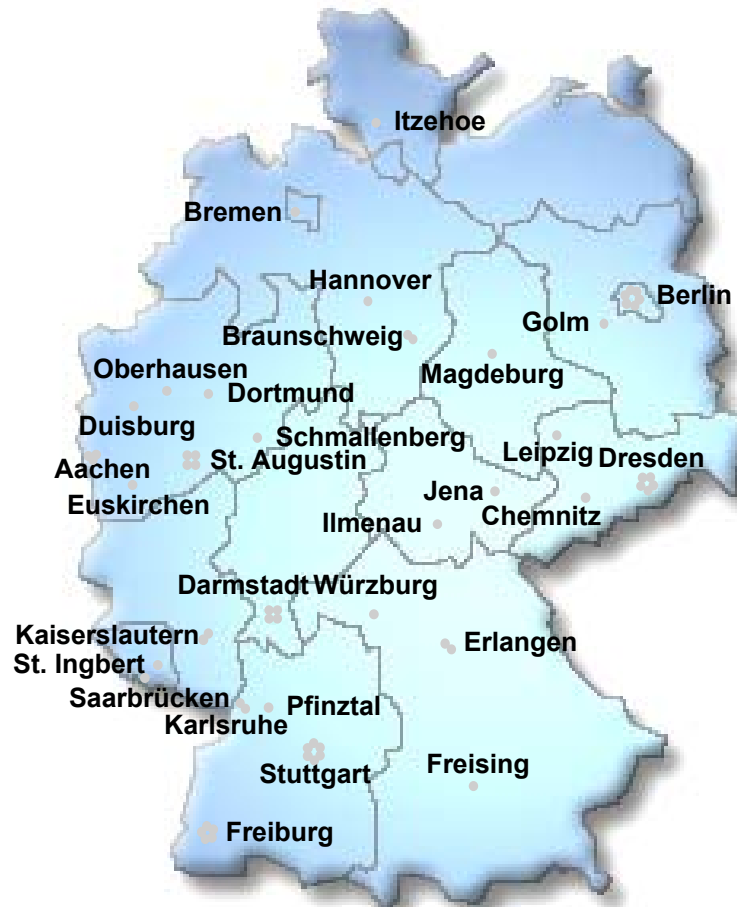 Itzehoe
Bremen
Hannover
Berlin
Golm
Braunschweig
Oberhausen
Magdeburg
Dortmund
Duisburg
Schmallenberg
Leipzig
Dresden
Aachen
St. Augustin
Euskirchen
Jena
Chemnitz
Ilmenau
Darmstadt Würzburg
Kaiserslautern
Erlangen
St. Ingbert
Saarbrücken
Pfinztal
Karlsruhe
Stuttgart
Freising
Freiburg